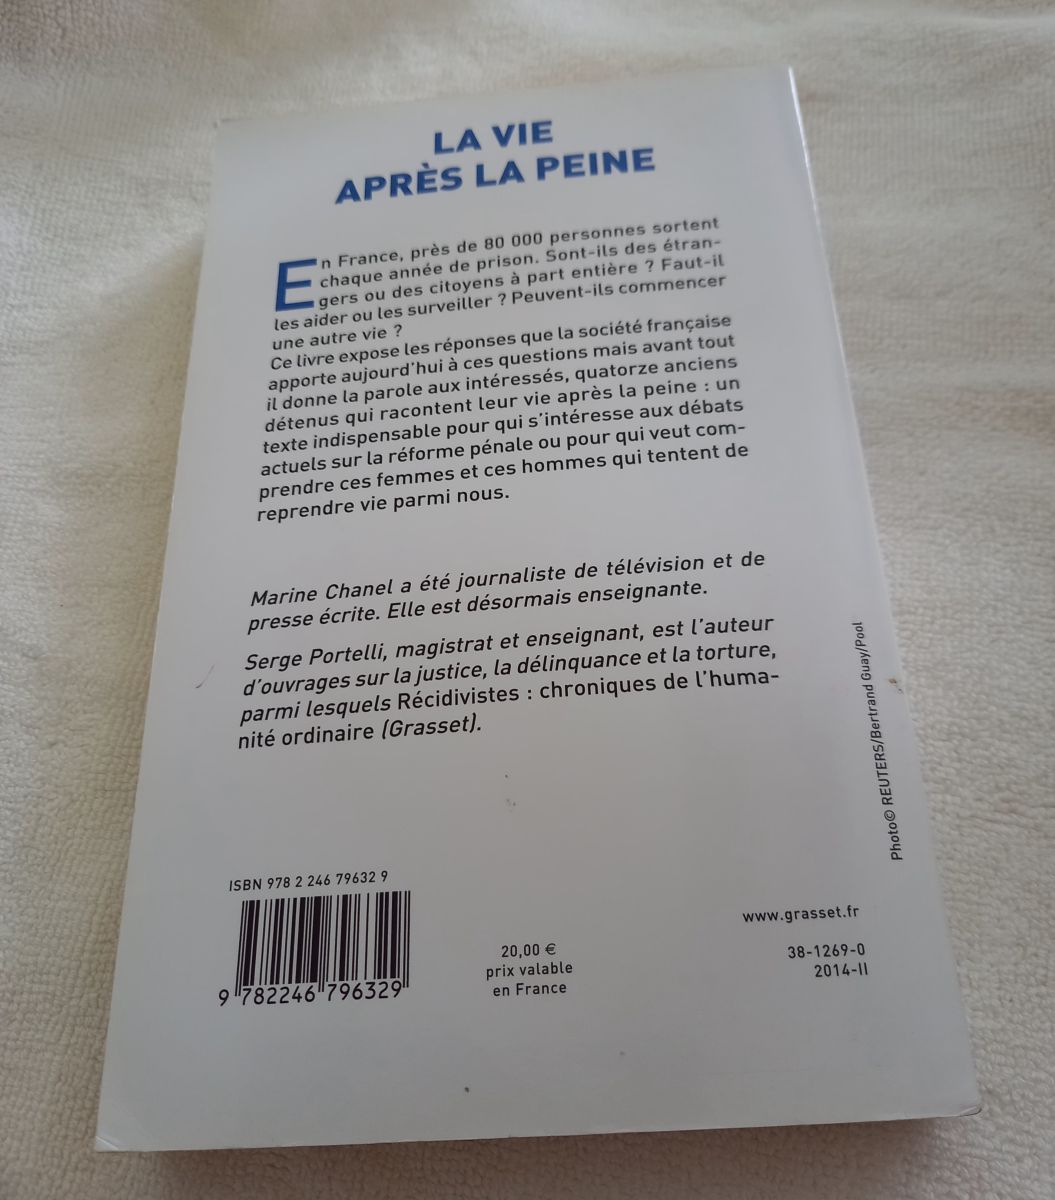 LA VIE
APRÈS LA PEINE
En France, près de 80 000 personnes sortent
chaque année de prison. Sont-ils des étran-
gers ou des citoyens à part entière ? Faut-il
les aider ou les surveiller ? Peuvent-ils commencer
une autre vie ?
Ce livre expose les réponses que la société française
apporte aujourd'hui à ces questions mais avant tout
il donne la parole aux intéressés, quatorze anciens
détenus qui racontent leur vie après la peine : un
texte indispensable pour qui s'intéresse aux débats
actuels sur la réforme pénale ou pour qui veut com-
prendre ces femmes et ces hommes qui tentent de
reprendre vie parmi nous.
Marine Chanel a été journaliste de télévision et de
presse écrite. Elle est désormais enseignante.
Serge Portelli, magistrat et enseignant, est l'auteur
d'ouvrages sur la justice, la délinquance et la torture,
parmi lesquels Récidivistes : chroniques de l'huma-
nité ordinaire (Grasset).
Photo© REUTERS/Bertrand Guay/Pool
ISBN 978 2 246 79632 9
9 782246 796329
20,00 €
prix valable
en France
www.grasset.fr
38-1269-0
2014-II